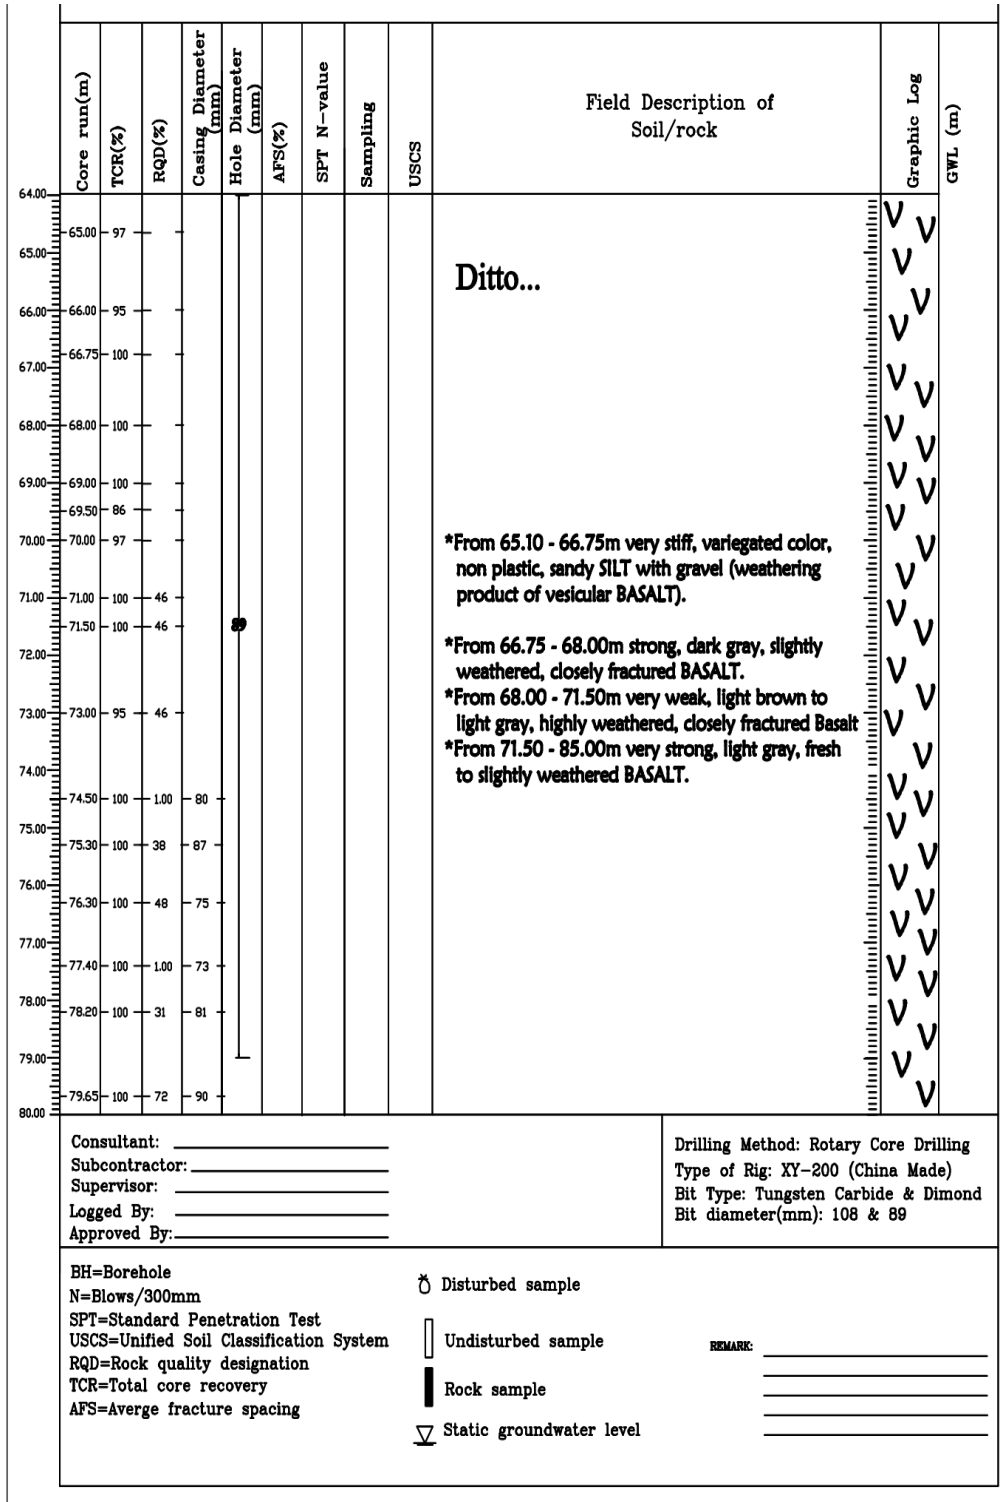 Core run(m)
TCR(%)
RQD(%)
Casing Diameter
(mm)
Hole Diameter
(mm)
AFS(%)
SPT N-value
Sampling
USCS
Field Description of
Soil/rock
Graphic Log
GWL (m)
64.00
65.00 97
65.00
Ditto...
66.00 66.00 95
66.75 100
67.00
68.00 68.00 100
69.00 69.00 100
69.50 86
70.00 70.00 97
*From 65.10 - 66.75m very stiff, variegated color,
non plastic, sandy SILT with gravel (weathering
product of vesicular BASALT).
71.00 71.00 100 46
71.50 100 46
89
72.00
*From 66.75 - 68.00m strong, dark gray, slightly
weathered, closely fractured BASALT.
*From 68.00 - 71.50m very weak, light brown to
light gray, highly weathered, closely fractured Basalt
*From 71.50 - 85.00m very strong, light gray, fresh
to slightly weathered BASALT.
73.00 73.00 95 46
74.00
74.50 100 1.00 80
75.00
75.30 100 38 87
76.00
76.30 100 48 75
77.00
77.40 100 1.00 73
78.00
78.20 100 31 81
79.00
79.65 100 72 90
80.00
Consultant:
Subcontractor:
Supervisor:
Logged By:
Approved By:
Drilling Method: Rotary Core Drilling
Type of Rig: XY-200 (China Made)
Bit Type: Tungsten Carbide & Dimond
Bit diameter(mm): 108 & 89
BH=Borehole
N=Blows/300mm
SPT=Standard Penetration Test
USCS=Unified Soil Classification System
RQD=Rock quality designation
TCR=Total core recovery
AFS=Averge fracture spacing
Disturbed sample
Undisturbed sample
Rock sample
Static groundwater level
REMARK: